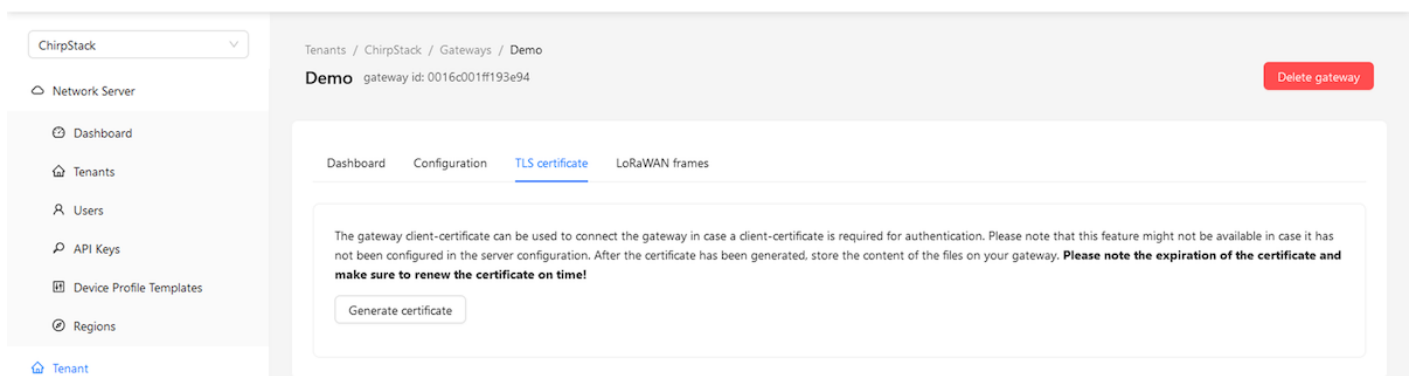 ChirpStack
Network Server
Dashboard
Tenants
Users
API Keys
Device Profile Templates
Regions
Tenant
Tenants / ChirpStack / Gateways / Demo
Demo gateway id: 0016c001ff193e94
Delete gateway
Dashboard Configuration TLS certificate LoRaWAN frames
The gateway client-certificate can be used to connect the gateway in case a client-certificate is required for authentication. Please note that this feature might not be available in case it has
not been configured in the server configuration. After the certificate has been generated, store the content of the files on your gateway. Please note the expiration of the certificate and
make sure to renew the certificate on time!
Generate certificate